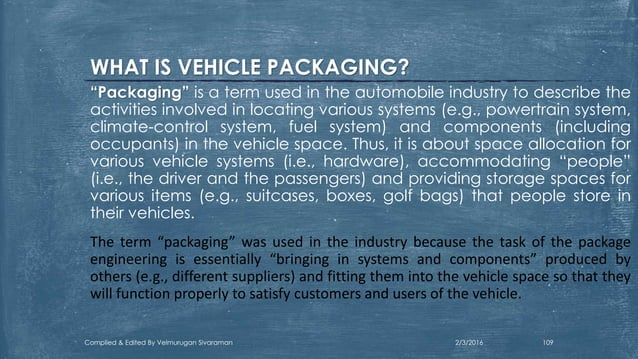 WHAT IS VEHICLE PACKAGING?
“Packaging” is a term used in the automobile industry to describe the
activities involved in locating various systems (e.g., powertrain system,
climate-control system, fuel system) and components (including
occupants) in the vehicle space. Thus, it is about space allocation for
various vehicle systems (i.e., hardware), accommodating “people”
(i.e., the driver and the passengers) and providing storage spaces for
various items (e.g., suitcases, boxes, golf bags) that people store in
their vehicles.
The term “packaging” was used in the industry because the task of the package
engineering is essentially “bringing in systems and components” produced by
others (e.g., different suppliers) and fitting them into the vehicle space so that they
will function properly to satisfy customers and users of the vehicle.
Complied & Edited By Velmurugan Sivaraman 2/3/2016 109